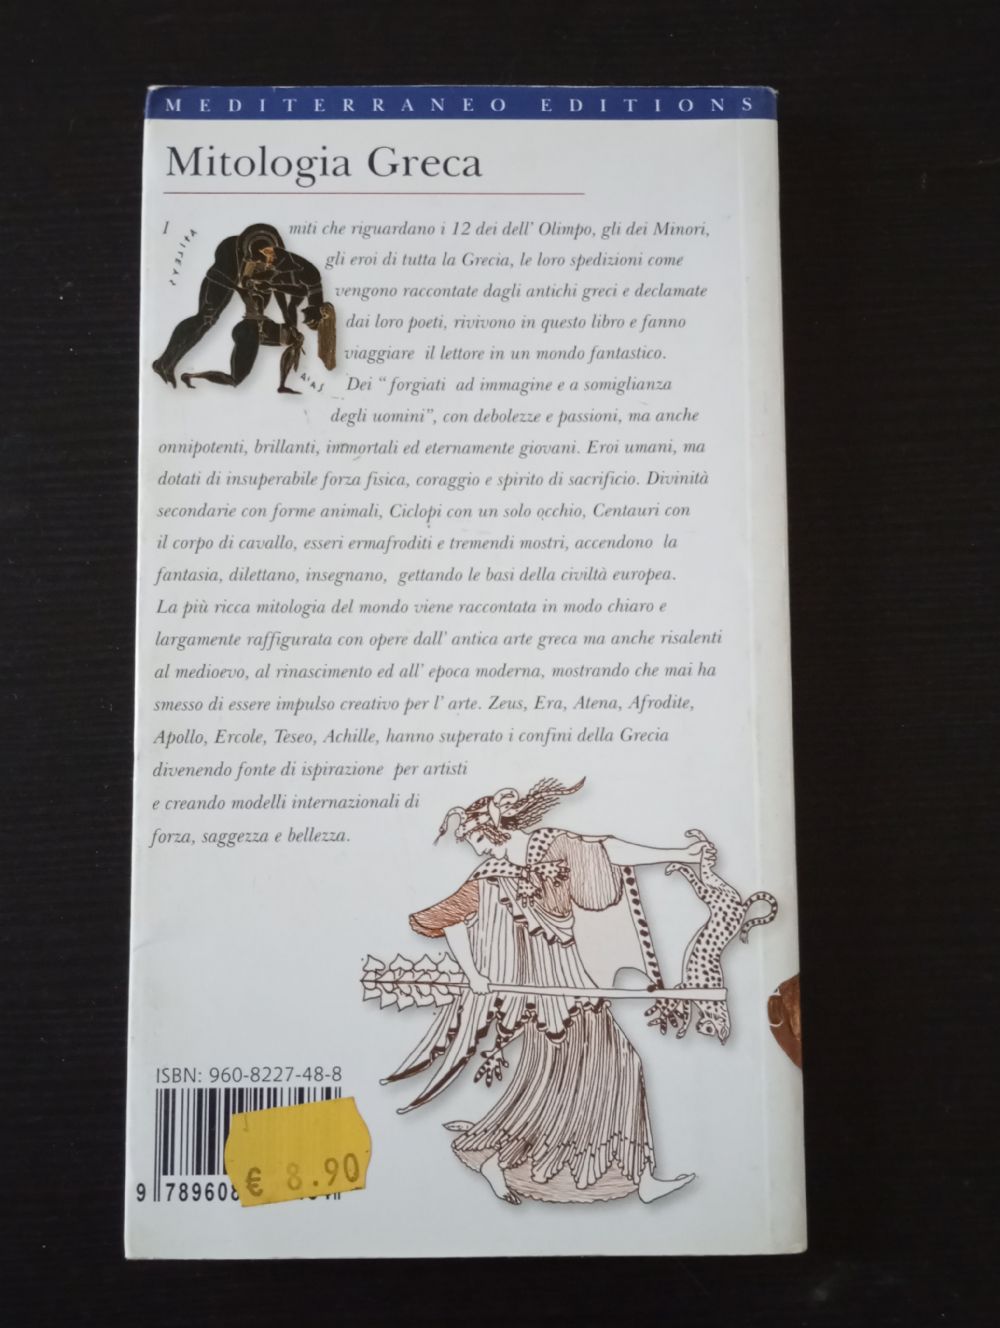 MEDITERRANEO EDITIONS
Mitologia Greca
I miti che riguardano i 12 dei dell' Olimpo, gli dei Minori,
gli eroi di tutta la Grecia, le loro spedizioni come
vengono raccontate dagli antichi greci e declamate
dai loro poeti, rivivono in questo libro e fanno
viaggiare il lettore in un mondo fantastico.
Dei “ forgiati ad immagine e a somiglianza
degli uomini”, con debolezze e passioni, ma anche
onnipotenti, brillanti, immortali ed eternamente giovani. Eroi umani, ma
dotati di insuperabile forza fisica, coraggio e spirito di sacrificio. Divinità
secondarie con forme animali, Ciclopi con un solo occhio, Centauri con
il corpo di cavallo, esseri ermafroditi e tremendi mostri, accendono la
fantasia, dilettano, insegnano, gettando le basi della civiltà europea.
La più ricca mitologia del mondo viene raccontata in modo chiaro e
largamente raffigurata con opere dall' antica arte greca ma anche risalenti
al medioevo, al rinascimento ed all' epoca moderna, mostrando che mai ha
smesso di essere impulso creativo per l' arte. Zeus, Era, Atena, Afrodite,
Apollo, Ercole, Teseo, Achille, hanno superato i confini della Grecia
divenendo fonte di ispirazione per artisti
e creando modelli internazionali di
forza, saggezza e bellezza.
ISBN: 960-8227-48-8
€ 8.90
9 789608